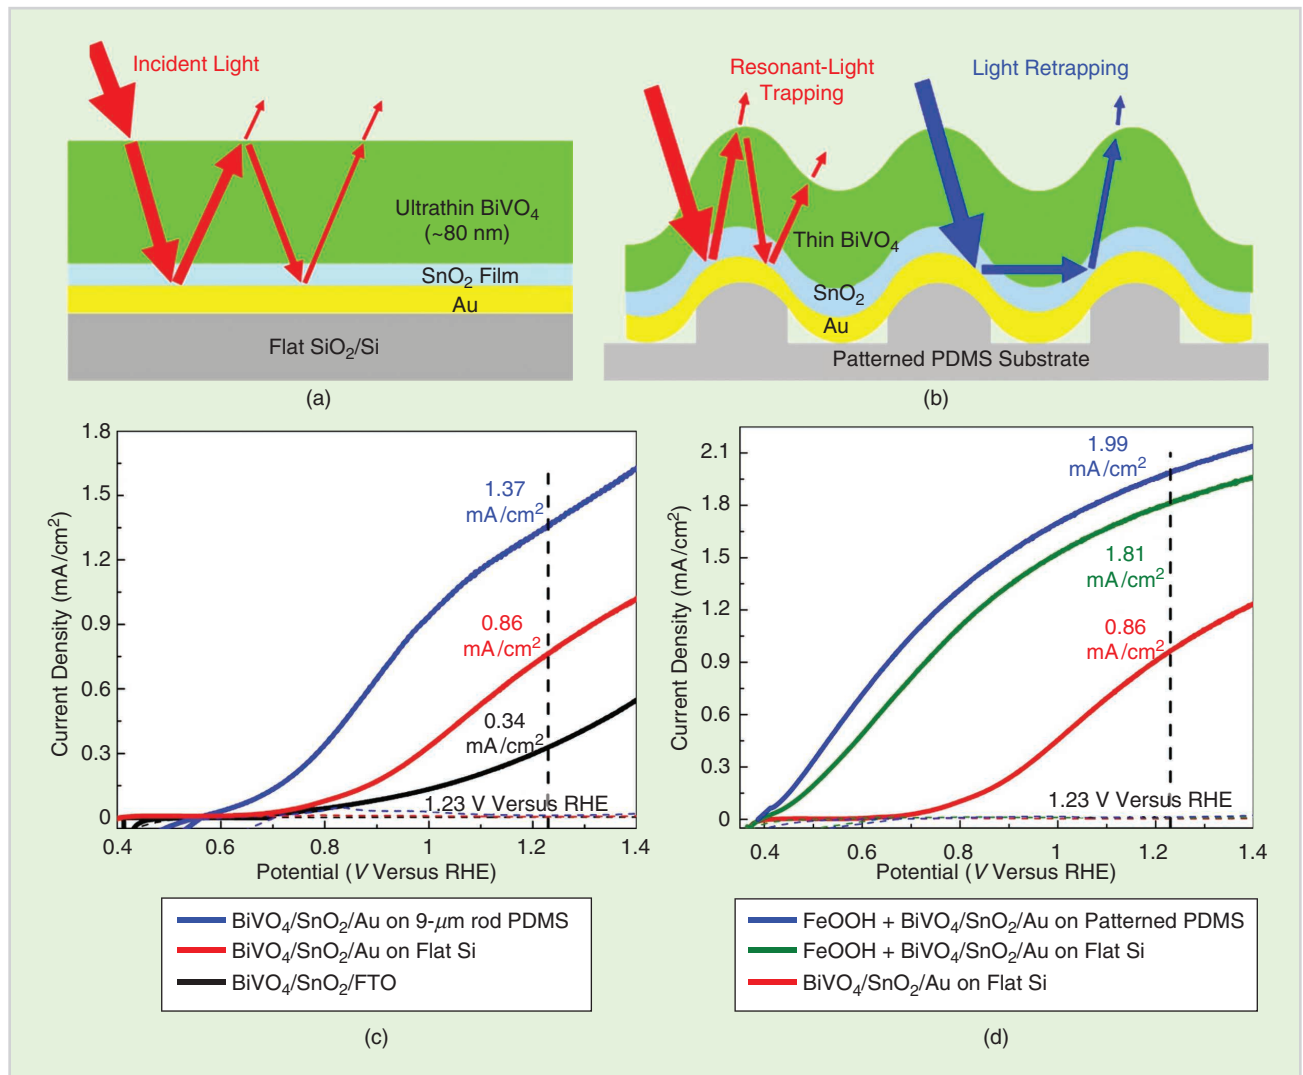 Incident Light
Ultrathin BiVO₄
(~80 nm)
SnO₂ Film
Au
Flat SiO₂/Si
(a)
Resonant-Light
Trapping
Light Retrapping
Thin BiVO₄
SnO₂
Au
Patterned PDMS Substrate
(b)
Current Density (mA/cm²)
1.8
1.5
1.2
0.9
0.6
0.3
0
1.37
mA/cm²
0.86
mA/cm²
0.34
mA/cm²
1.23 V Versus RHE
0.4 0.6 0.8 1 1.2 1.4
Potential (V Versus RHE)
BiVO₄/SnO₂/Au on 9-μm rod PDMS
BiVO₄/SnO₂/Au on Flat Si
BiVO₄/SnO₂/FTO
(c)
Current Density (mA/cm²)
2.1
1.8
1.5
1.2
0.9
0.6
0.3
0
1.99
mA/cm²
1.81
mA/cm²
0.86
mA/cm²
1.23 V Versus RHE
0.4 0.6 0.8 1 1.2 1.4
Potential (V Versus RHE)
FeOOH + BiVO₄/SnO₂/Au on Patterned PDMS
FeOOH + BiVO₄/SnO₂/Au on Flat Si
BiVO₄/SnO₂/Au on Flat Si
(d)